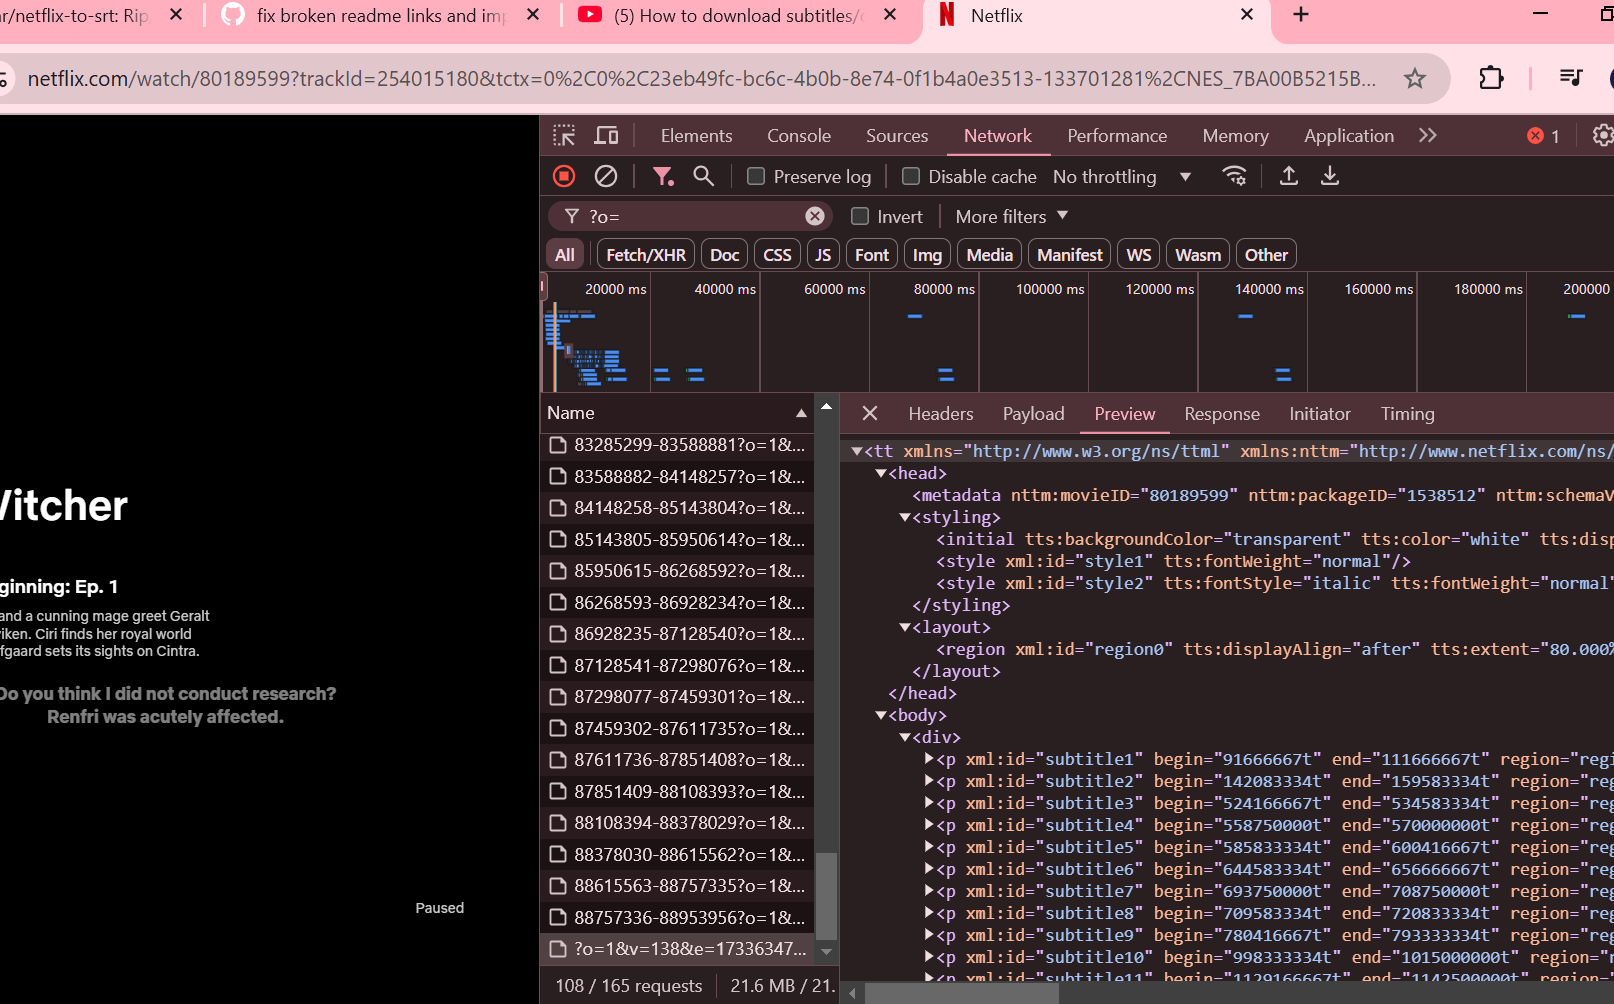 r/netflix-to-srt: Rip
fix broken readme links and imp
(5) How to download subtitles/
Netflix
netflix.com/watch/80189599?trackId=254015180&tctx=0%2C0%2C23eb49fc-bc6c-4b0b-8e74-0f1b4a0e3513-133701281%2CNES_7BA00B5215B...
Elements Console Sources Network Performance Memory Application
1
Preserve log
Disable cache
No throttling
?o=
Invert
More filters
All Fetch/XHR Doc CSS JS Font Img Media Manifest WS Wasm Other
20000 ms 40000 ms 60000 ms 80000 ms 100000 ms 120000 ms 140000 ms 160000 ms 180000 ms 200000
Name
83285299-83588881?o=1&...
83588882-84148257?o=1&...
84148258-85143804?o=1&...
85143805-85950614?o=1&...
85950615-86268592?o=1&...
86268593-86928234?o=1&...
86928235-87128540?o=1&...
87128541-87298076?o=1&...
87298077-87459301?o=1&...
87459302-87611735?o=1&...
87611736-87851408?o=1&...
87851409-88108393?o=1&...
88108394-88378029?o=1&...
88378030-88615562?o=1&...
88615563-88757335?o=1&...
88757336-88953956?o=1&...
?o=1&v=138&e=17336347...
108 / 165 requests
21.6 MB / 21.
Headers Payload Preview Response Initiator Timing
<tt xmlns="http://www.w3.org/ns/ttml" xmlns:nttm="http://www.netflix.com/ns/
<head>
<metadata nttm:movieID="80189599" nttm:packageID="1538512" nttm:schemaV
<styling>
<initial tts:backgroundColor="transparent" tts:color="white" tts:disp
<style xml:id="style1" tts:fontWeight="normal"/>
<style xml:id="style2" tts:fontStyle="italic" tts:fontWeight="normal"
</styling>
<layout>
<region xml:id="region0" tts:displayAlign="after" tts:extent="80.000%
</layout>
</head>
<body>
<div>
<p xml:id="subtitle1" begin="91666667t" end="111666667t" region="regi
<p xml:id="subtitle2" begin="142083334t" end="159583334t" region="reg
<p xml:id="subtitle3" begin="524166667t" end="534583334t" region="reg
<p xml:id="subtitle4" begin="558750000t" end="570000000t" region="reg
<p xml:id="subtitle5" begin="585833334t" end="600416667t" region="reg
<p xml:id="subtitle6" begin="644583334t" end="656666667t" region="reg
<p xml:id="subtitle7" begin="693750000t" end="708750000t" region="reg
<p xml:id="subtitle8" begin="709583334t" end="720833334t" region="reg
<p xml:id="subtitle9" begin="780416667t" end="793333334t" region="reg
<p xml:id="subtitle10" begin="998333334t" end="1015000000t" region="r
<p xml:id="subtitle11" begin="1129166667t" end="1142500000t" region=
Witcher
ginning: Ep. 1
and a cunning mage greet Geralt
iken. Ciri finds her royal world
fgaard sets its sights on Cintra.
Do you think I did not conduct research?
Renfri was acutely affected.
Paused